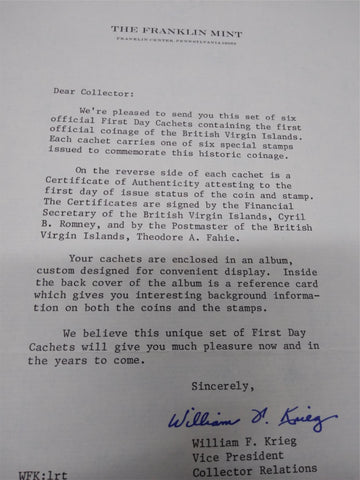 THE FRANKLIN MINT
FRANKLIN CENTER, PENNSYLVANIA 19063
Dear Collector:
We're pleased to send you this set of six
official First Day Cachets containing the first
official coinage of the British Virgin Islands.
Each cachet carries one of six special stamps
issued to commemorate this historic coinage.
On the reverse side of each cachet is a
Certificate of Authenticity attesting to the
first day of issue status of the coin and stamp.
The Certificates are signed by the Financial
Secretary of the British Virgin Islands, Cyril
B. Romney, and by the Postmaster of the British
Virgin Islands, Theodore A. Fahie.
Your cachets are enclosed in an album,
custom designed for convenient display. Inside
the back cover of the album is a reference card
which gives you interesting background informa-
tion on both the coins and the stamps.
We believe this unique set of First Day
Cachets will give you much pleasure now and in
the years to come.
Sincerely,
William F. Krieg
William F. Krieg
Vice President
Collector Relations
WFK:lrt